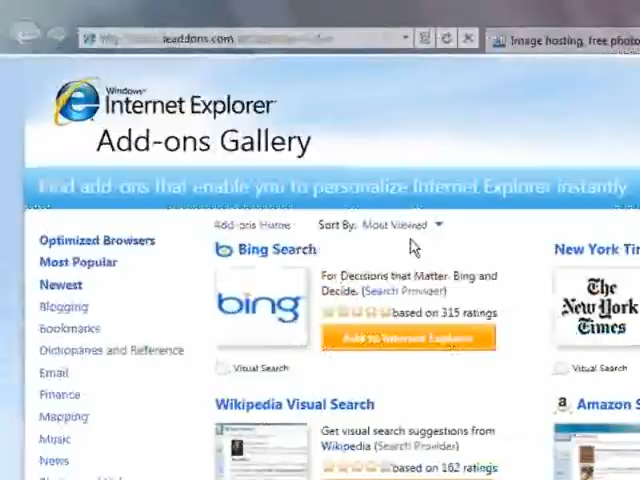 ieaddons.com
Image hosting, free photo
Windows
Internet Explorer
Add-ons Gallery
Find add-ons that enable you to personalize Internet Explorer instantly
Add-ons Home
Sort By: Most Viewed
Optimized Browsers
Most Popular
Newest
Blogging
Bookmarks
Dictionaries and Reference
Email
Finance
Mapping
Music
News
Bing Search
bing
For Decisions that Matter. Bing and
Decide. (Search Provider)
based on 315 ratings
Add to Internet Explorer
Visual Search
New York Tim
The
New York
Times
Visual Search
Wikipedia Visual Search
Get visual search suggestions from
Wikipedia (Search Provider)
based on 162 ratings
a Amazon S